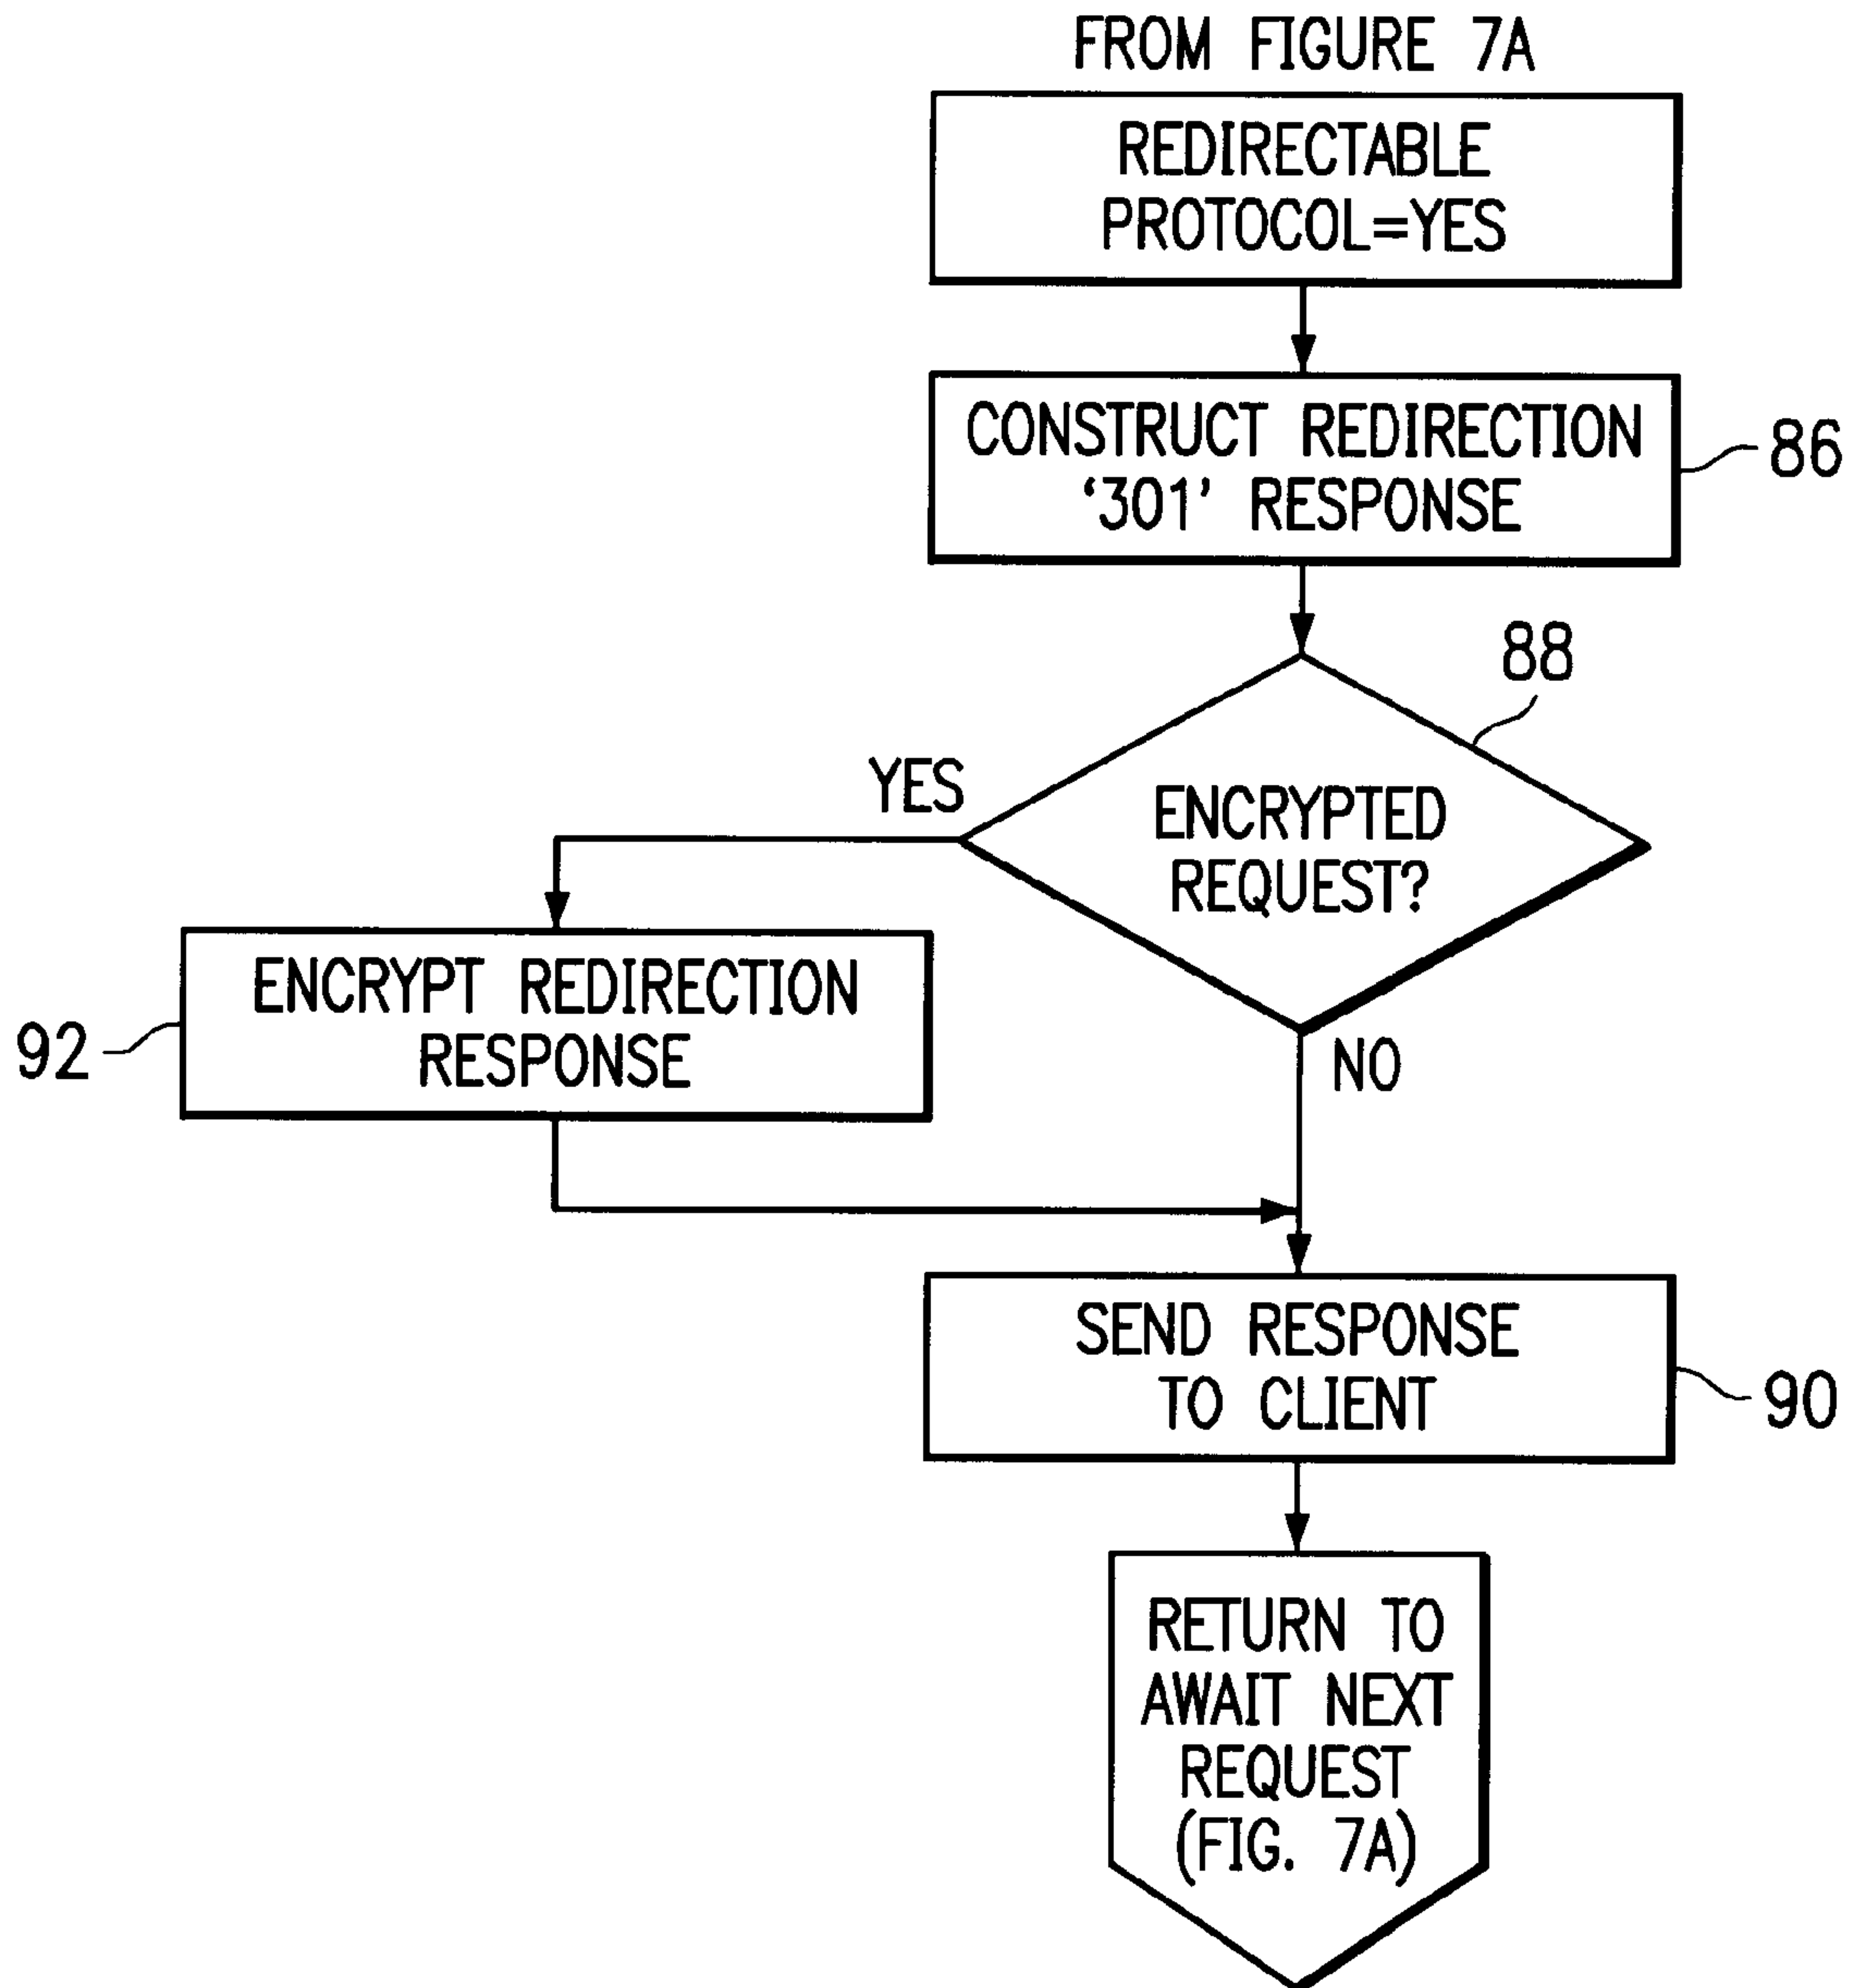 FROM FIGURE 7A
REDIRECTABLE
PROTOCOL=YES
CONSTRUCT REDIRECTION
‘301’ RESPONSE
86
88
YES
ENCRYPTED
REQUEST?
ENCRYPT REDIRECTION
RESPONSE
92
NO
SEND RESPONSE
TO CLIENT
90
RETURN TO
AWAIT NEXT
REQUEST
(FIG. 7A)